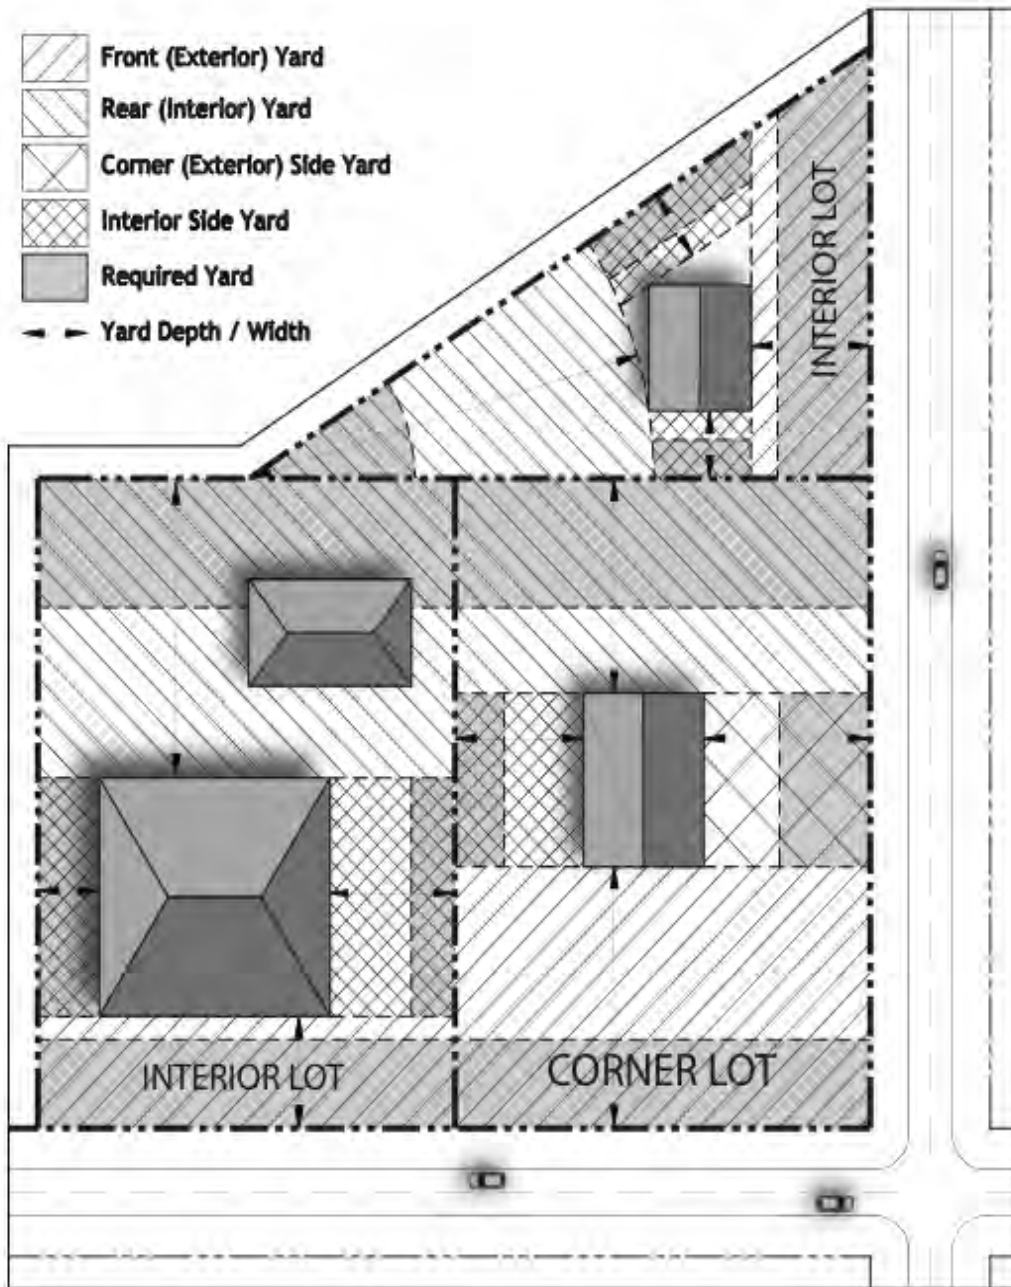 Front (Exterior) Yard
Rear (Interior) Yard
Corner (Exterior) Side Yard
Interior Side Yard
Required Yard
Yard Depth / Width
INTERIOR LOT
INTERIOR LOT
CORNER LOT